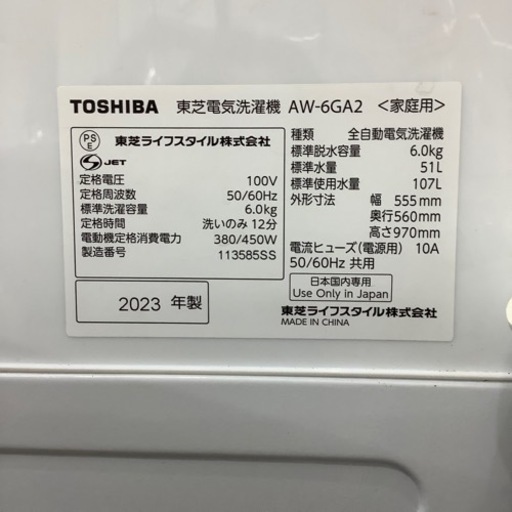 TOSHIBA 東芝電気洗濯機 AW-6GA2 <家庭用>
PS
E
東芝ライフスタイル株式会社
S JET
定格電圧 100V
定格周波数 50/60Hz
標準洗濯容量 6.0kg
定格時間 洗いのみ 12分
電動機定格消費電力 380/450W
製造番号 113585SS
2023 年製
種類 全自動電気洗濯機
標準脱水容量 6.0kg
標準水量 51L
標準使用水量 107L
外形寸法 幅 555mm
奥行560mm
高さ970mm
電流ヒューズ(電源用) 10A
50/60Hz 共用
日本国内専用
Use Only in Japan
東芝ライフスタイル株式会社
MADE IN CHINA